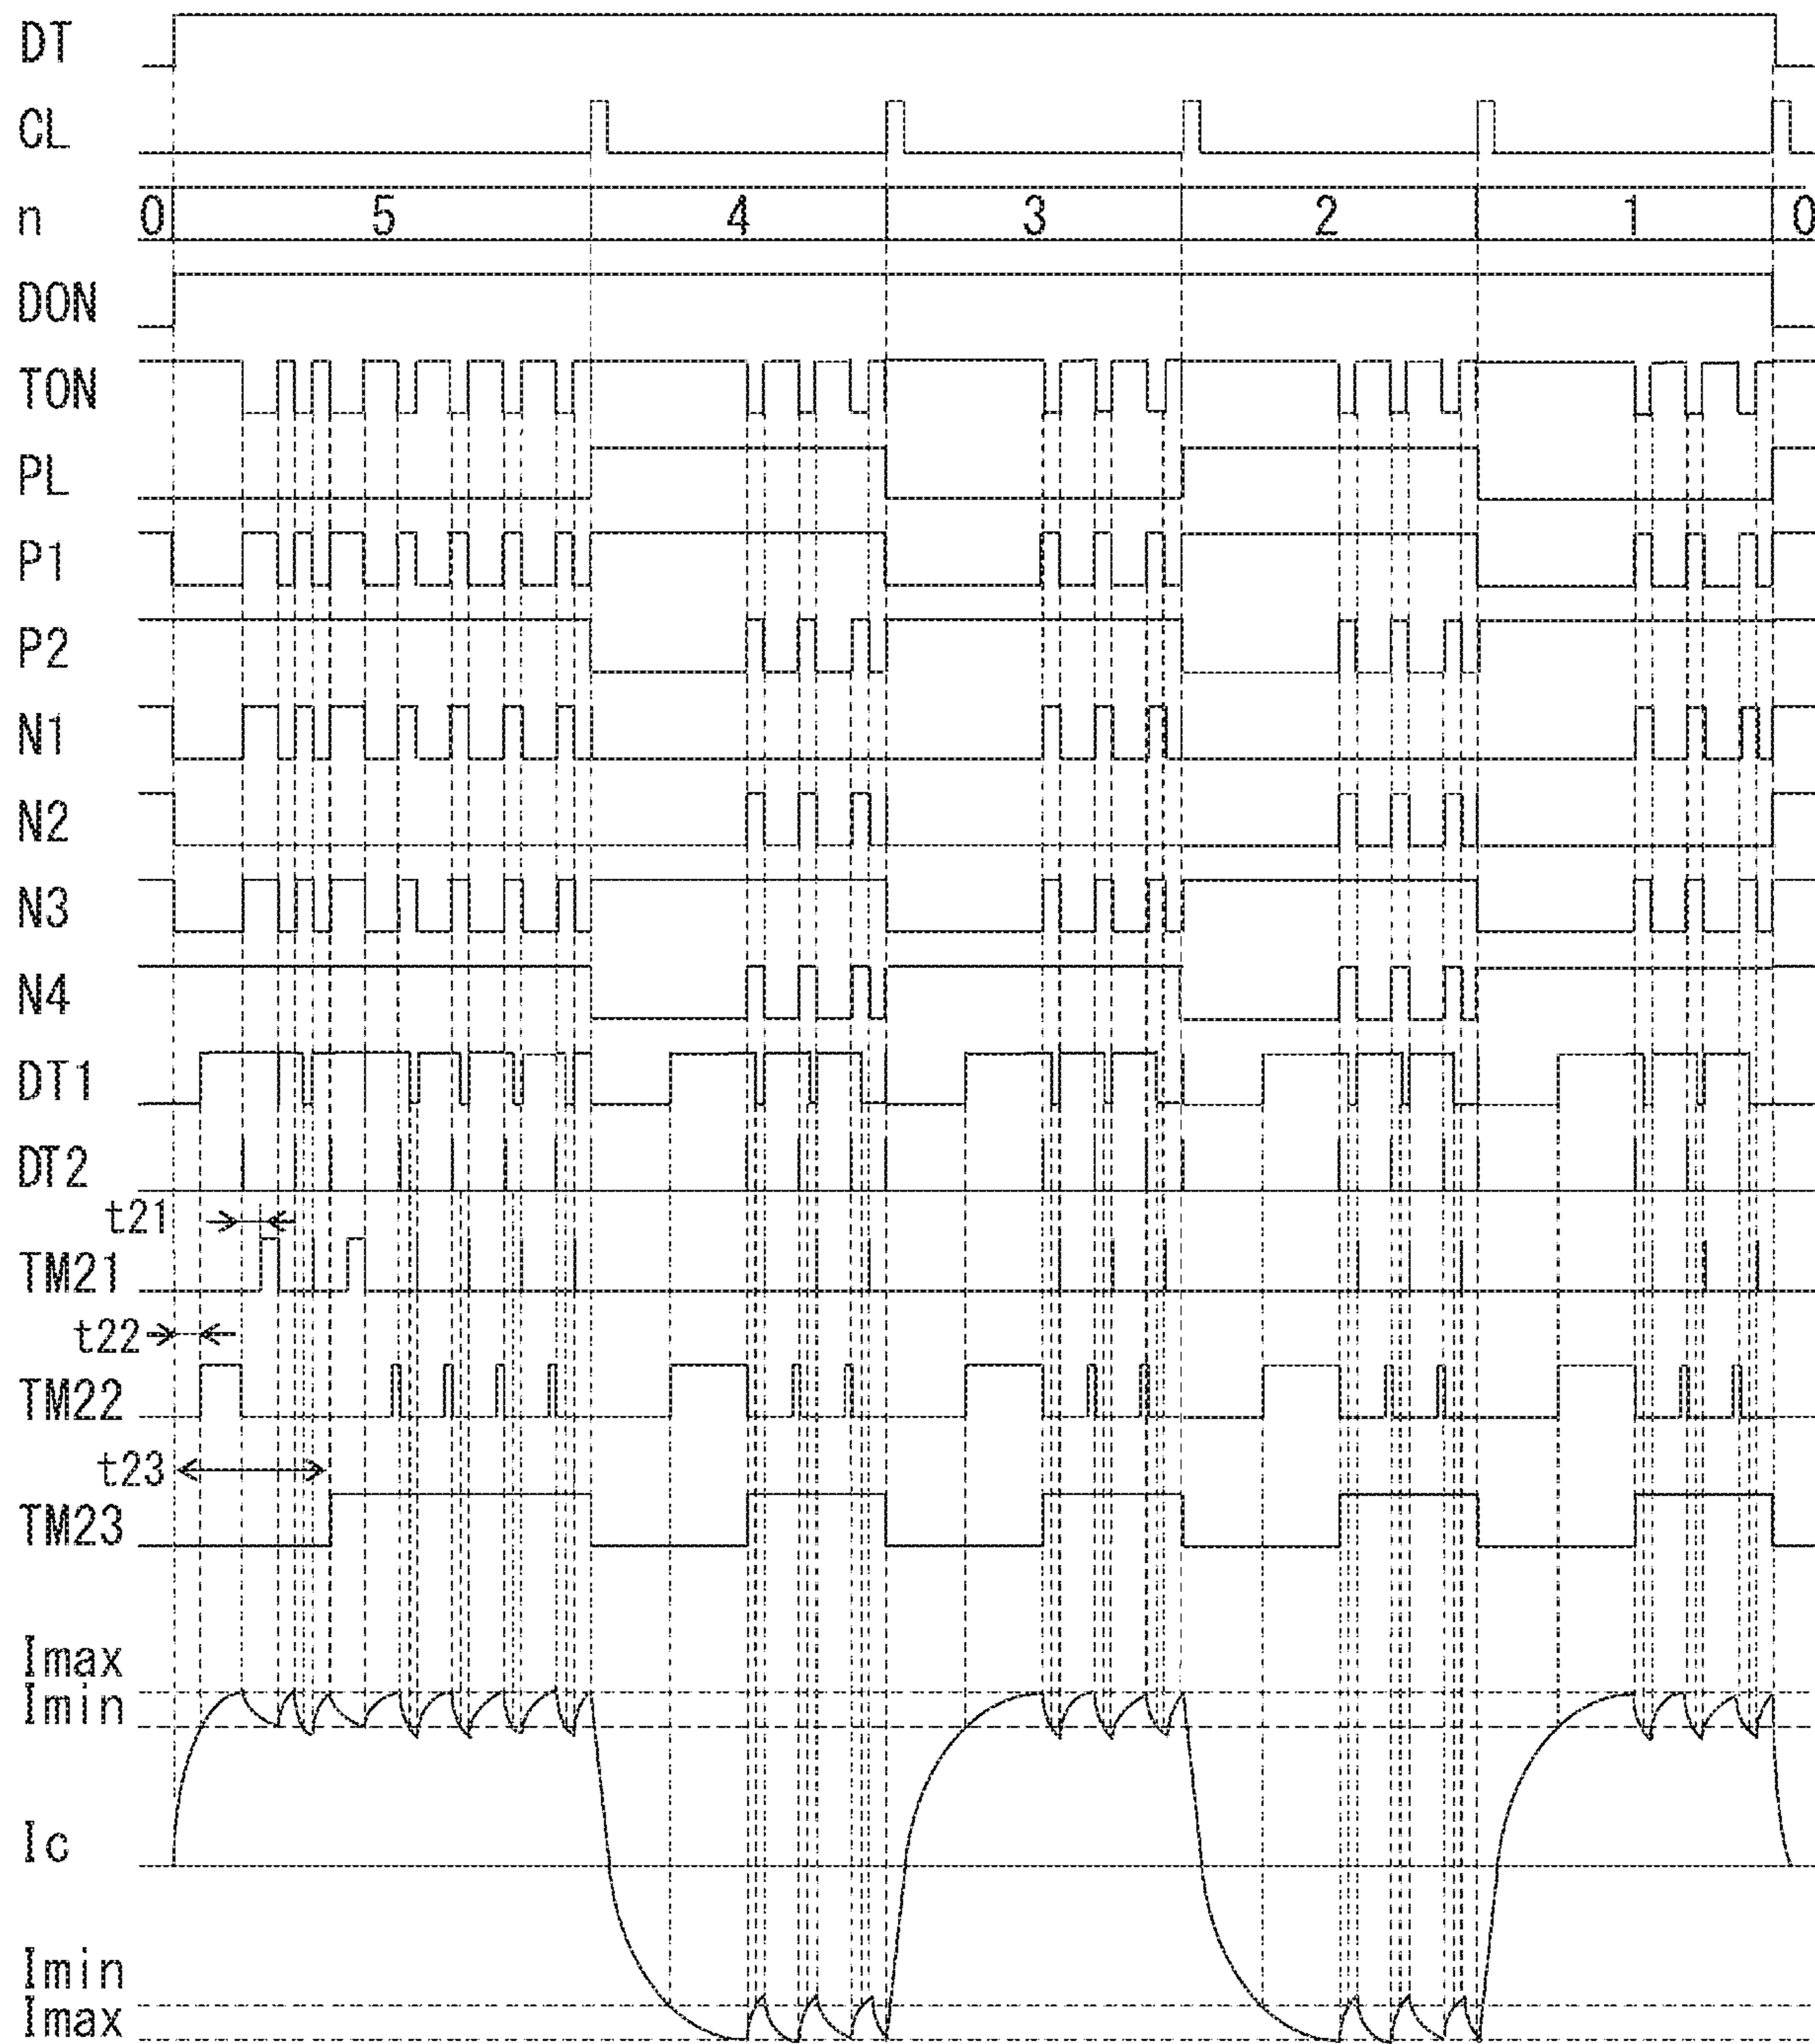 DT
CL
n 0 5 4 3 2 1 0
DON
TON
PL
P1
P2
N1
N2
N3
N4
DT1
DT2
t21
TM21
t22
TM22
t23
TM23
Imax
Imin
Ic
Imin
Imax